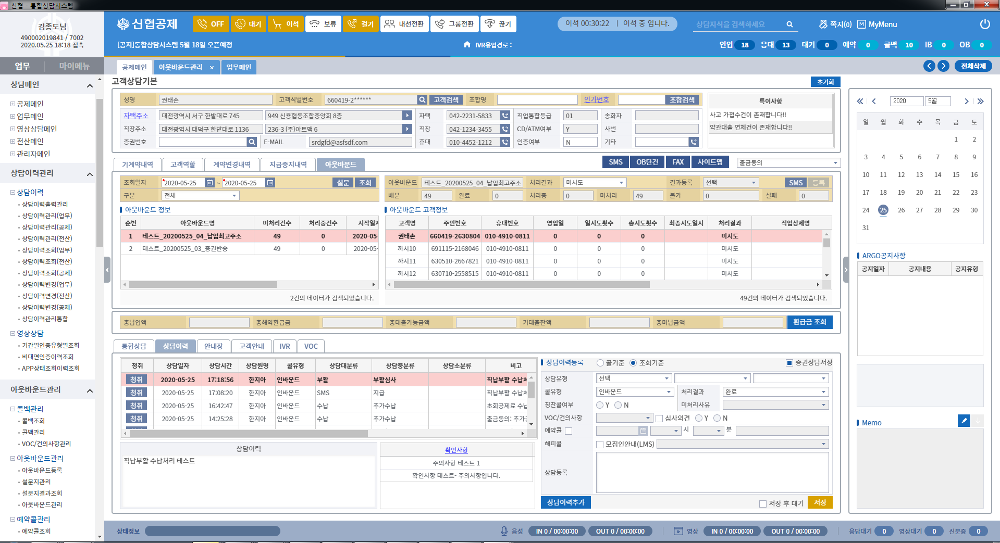 신협 - 통합상담시스템
김종도님
490002019841 / 7002
2020.05.25 18:18 접속
신협공제
OFF 대기 이석 보류 걸기 내선전환 그룹전환 끊기
이석 00:30:22 | 이석 중 입니다.
상담지식을 검색하세요
쪽지(0) MyMenu
[공지]통합상담시스템 5월 18일 오픈예정
IVR유입경로 :
인입 18 응대 13 대기 0 예약 0 콜백 10 IB 0 OB 0
업무 마이메뉴
공제메인 아웃바운드관리 × 업무메인
전체삭제
상담메인
공제메인
업무메인
영상상담메인
전산메인
관리자메인
상담이력관리
상담이력
상담이력출력관리
상담이력관리(업무)
상담이력관리(공제)
상담이력관리(전산)
상담이력조회(업무)
상담이력조회(전산)
상담이력조회(공제)
상담이력변경(업무)
상담이력변경(전산)
상담이력변경(공제)
상담이력관리통합
영상상담
기간별인증유형별조회
비대면인증이력조회
APP상태조회이력조회
아웃바운드관리
콜백관리
콜백조회
콜백관리
VOC/건의사항관리
아웃바운드관리
아웃바운드등록
설문지관리
설문지결과조회
아웃바운드관리
예약콜관리
예약콜조회
고객상담기본
초기화
성명 권태손 고객식별번호 660419-2****** 고객검색 조합명 인가번호 조합검색
자택주소 대전광역시 서구 한밭대로 745 949 신용협동조합중앙회 8층 자택 042-2231-5833 직업통합등급 01 송화자
직장주소 대전광역시 대덕구 한밭대로 1136 236-3 (주)아트맥 6 직장 042-1234-3455 CD/ATM여부 Y 사번
증권번호 E-MAIL srdgfd@asfsdf.com 휴대 010-4452-1212 인증여부 N 기타
특이사항
사고 가접수건이 존재합니다!!
약관대출 연체건이 존재합니다!!
기계약내역 고객역할 계약변경내역 지급중지내역 아웃바운드
SMS OB단건 FAX 사이트맵 출금동의
조회일자 2020-05-25 ~ 2020-05-25 설문 조회
구분 전체
아웃바운드 테스트_20200525_04_납입최고주소 처리결과 미시도 결과등록 선택 SMS 등록
배분 49 완료 0 처리중 0 미처리 49 불가 0 실패 0
아웃바운드 정보
순번 아웃바운드명 미처리건수 처리중건수 시작일자
1 테스트_20200525_04_납입최고주소 49 0 2020-05-
2 테스트_20200525_03_증권반송 49 0 2020-05-
2건의 데이터가 검색되었습니다.
아웃바운드 고객정보
고객명 주민번호 휴대번호 영업일 일시도횟수 총시도횟수 최종시도일시 처리결과 직업상세명
권태손 660419-2630804 010-4910-0811 0 0 0 미시도
까시10 691115-2168046 010-4910-0811 0 0 0 미시도
까시11 630510-2667821 010-4910-0811 0 0 0 미시도
까시12 630710-2558515 010-4910-0811 0 0 0 미시도
49건의 데이터가 검색되었습니다.
총납입액 총해약환급금 총대출가능금액 기대출잔액 총미납금액 환급금 조회
통합상담 상담이력 안내장 고객안내 IVR VOC
청취 상담일자 상담시간 상담원명 콜유형 상담대분류 상담중분류 상담소분류 비고
청취 2020-05-25 17:18:56 한지아 인바운드 부활 부활심사 직납부활 수납처
청취 2020-05-25 17:08:20 한지아 인바운드 SMS 지급 직납부활 수납처
청취 2020-05-25 16:42:47 한지아 인바운드 수납 추가수납 초회공제료 수납
청취 2020-05-25 14:25:28 한지아 인바운드 수납 추가수납 출금동의: 추가공
상담이력
직납부활 수납처리 테스트
확인사항
주의사항 테스트 1
확인사항 테스트- 주의사항입니다.
상담이력등록 콜기준 조회기준 증권상담저장
상담유형 선택
콜유형 인바운드 처리결과 완료
칭찬콜여부 Y N 미처리사유
VOC/건의사항 심사의견 Y N
예약콜 시 분
해피콜 모집인안내(LMS)
상담등록
상담이력추가 저장 후 대기 저장
2020 5월
일 월 화 수 목 금 토
1 2
3 4 5 6 7 8 9
10 11 12 13 14 15 16
17 18 19 20 21 22 23
24 25 26 27 28 29 30
31
ARGO공지사항
공지일자 공지내용 공지유형
Memo
상태정보
음성 IN 0 / 00:00:00 OUT 0 / 00:00:00
영상 IN 0 / 00:00:00 OUT 0 / 00:00:00
응답대기 0 영상대기 0 신분증 0